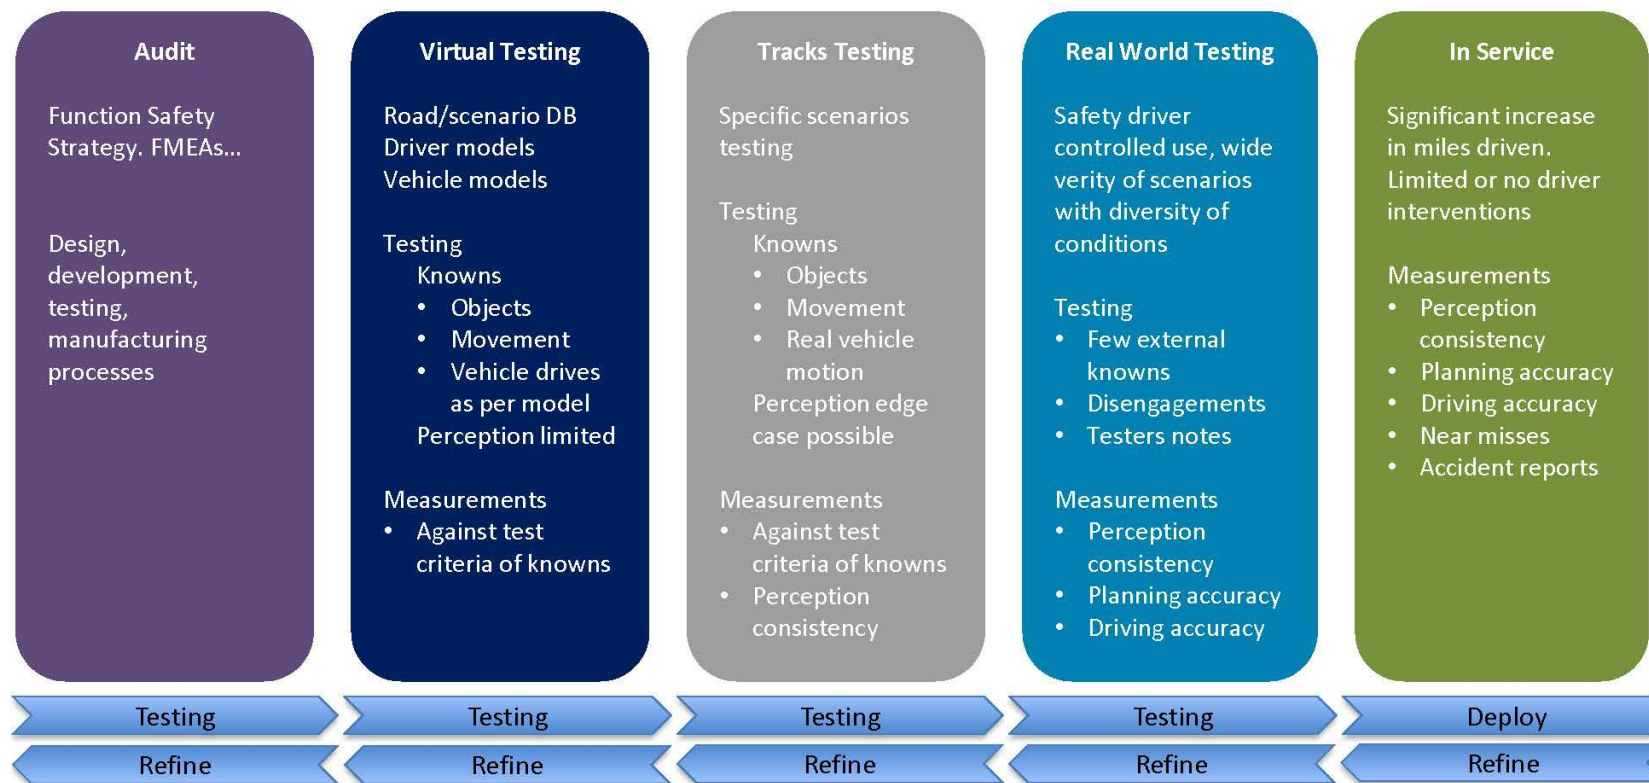 Audit
Function Safety
Strategy. FMEAs...
Design,
development,
testing,
manufacturing
processes
Virtual Testing
Road/scenario DB
Driver models
Vehicle models
Testing
Knowns
• Objects
• Movement
• Vehicle drives
as per model
Perception limited
Measurements
• Against test
criteria of knowns
Tracks Testing
Specific scenarios
testing
Testing
Knowns
• Objects
• Movement
• Real vehicle
motion
Perception edge
case possible
Measurements
• Against test
criteria of knowns
• Perception
consistency
Real World Testing
Safety driver
controlled use, wide
verity of scenarios
with diversity of
conditions
Testing
• Few external
knowns
• Disengagements
• Testers notes
Measurements
• Perception
consistency
• Planning accuracy
• Driving accuracy
In Service
Significant increase
in miles driven.
Limited or no driver
interventions
Measurements
• Perception
consistency
• Planning accuracy
• Driving accuracy
• Near misses
• Accident reports
Testing
Testing
Testing
Testing
Deploy
Refine
Refine
Refine
Refine
Refine